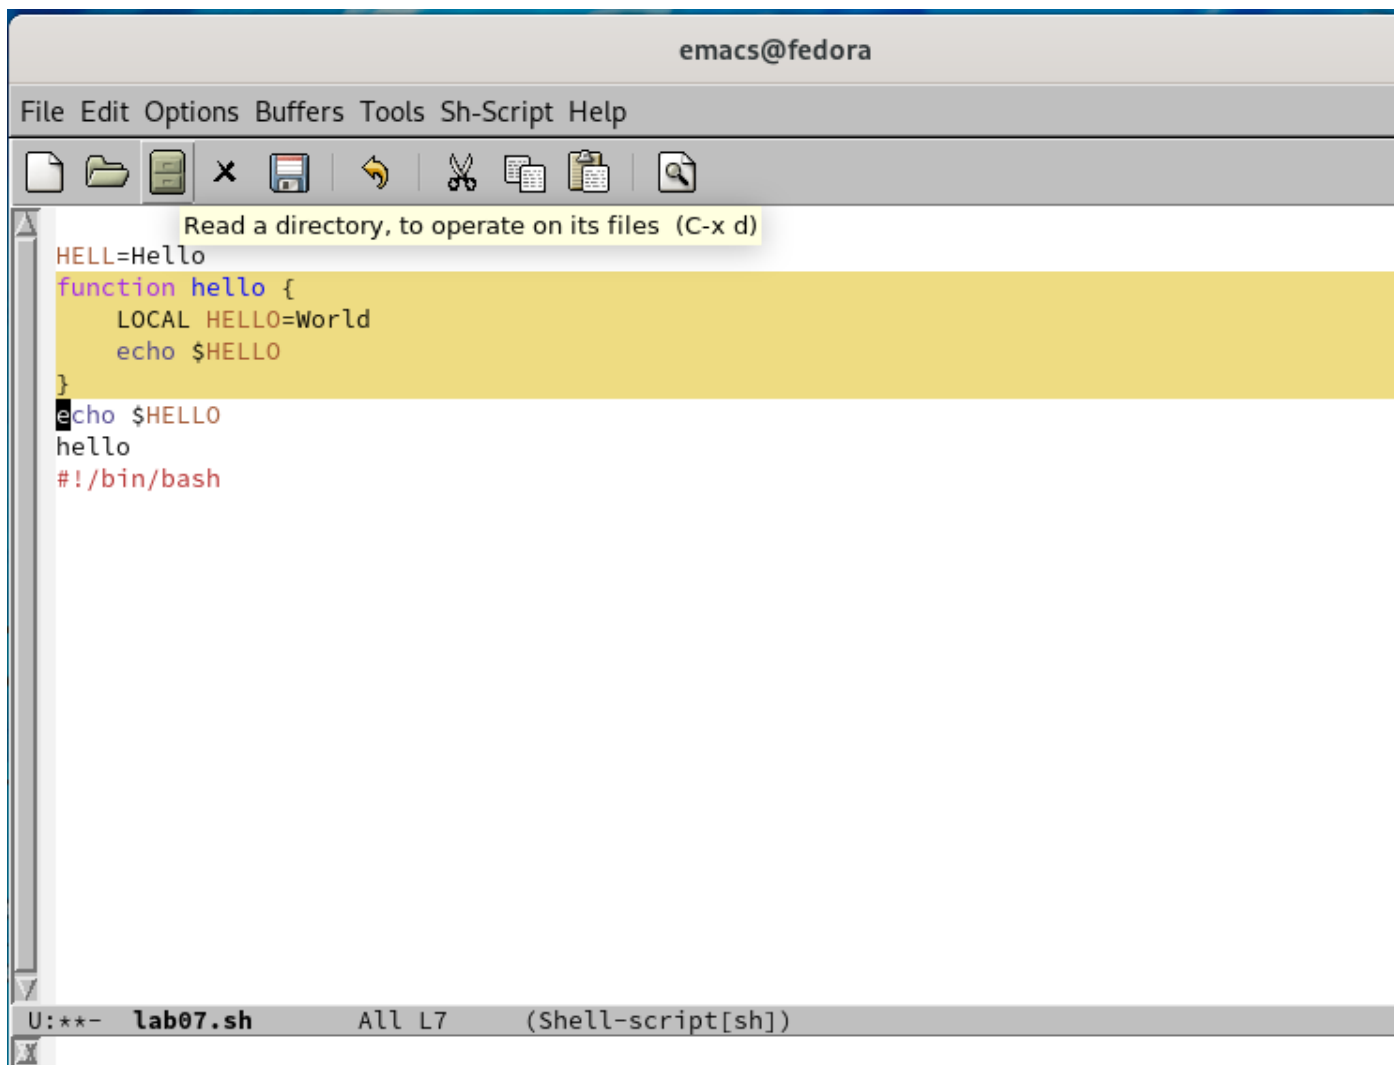 emacs@fedora
File Edit Options Buffers Tools Sh-Script Help
Read a directory, to operate on its files (C-x d)
HELL=Hello
function hello {
    LOCAL HELLO=World
    echo $HELLO
}
echo $HELLO
hello
#!/bin/bash
U:**-  lab07.sh       All L7     (Shell-script[sh])